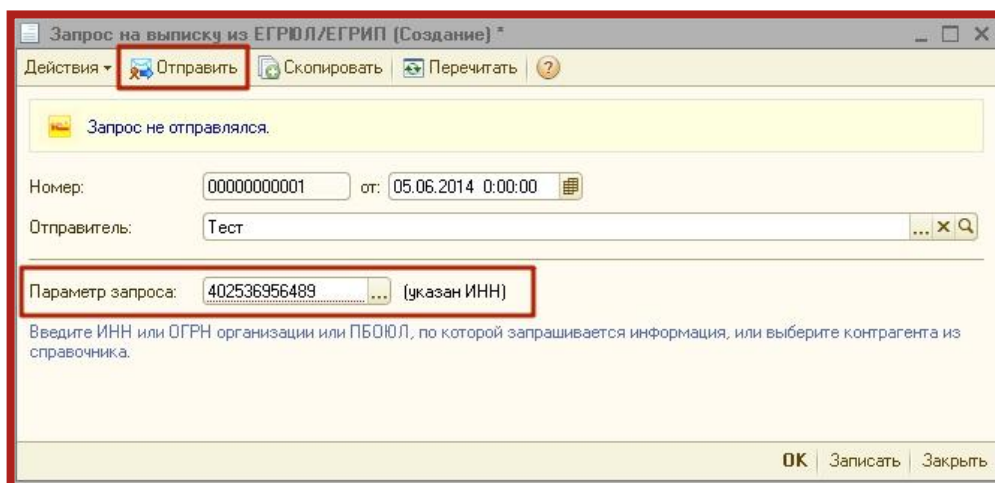 Запрос на выписку из ЕГРЮЛ/ЕГРИП (Создание) *
Действия Отправить Скопировать Перечитать ?
Запрос не отправлялся.
Номер: 00000000001 от: 05.06.2014 0:00:00
Отправитель: Тест ...
Параметр запроса: 402536956489 ... (указан ИНН)
Введите ИНН или ОГРН организации или ПБОЮЛ, по которой запрашивается информация, или выберите контрагента из
справочника.
OK Записать Закрыть